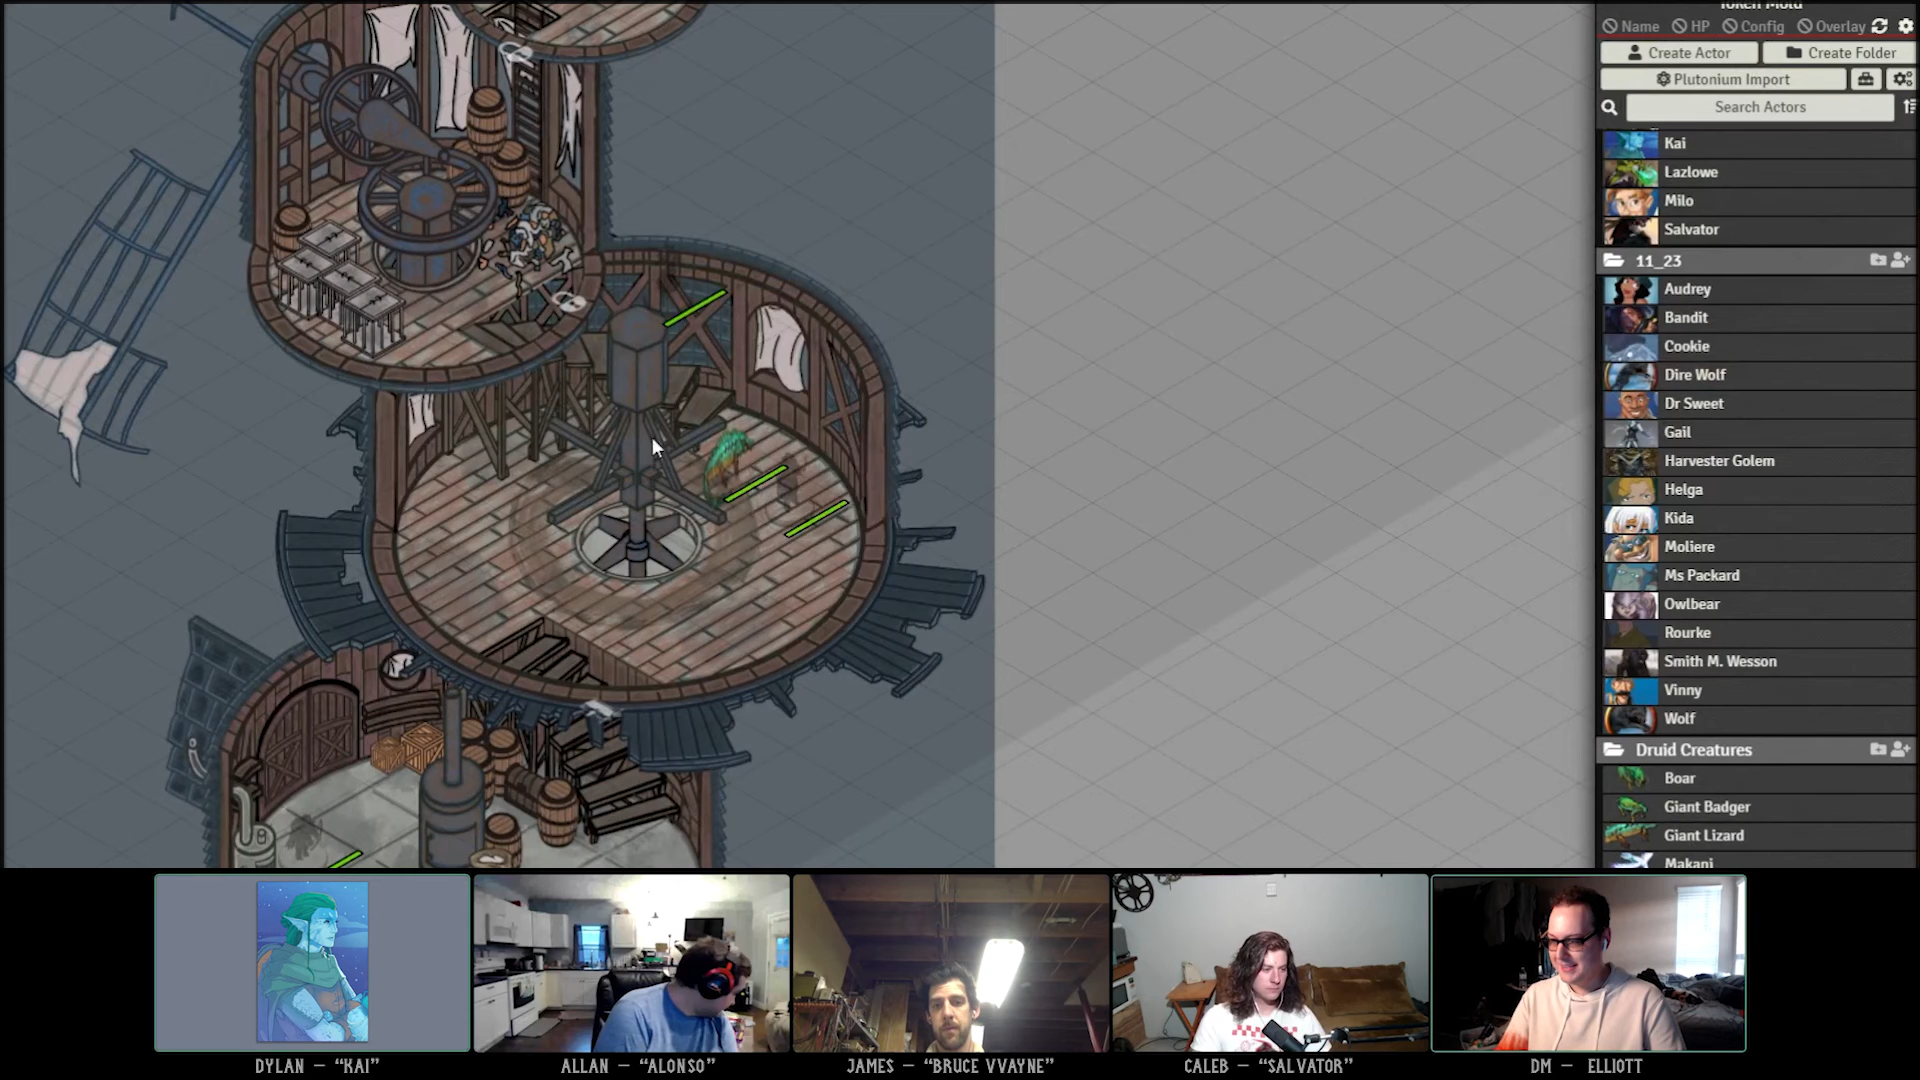 Token Mold
Name HP Config Overlay
Create Actor Create Folder
Plutonium Import
Search Actors
Kai
Lazlowe
Milo
Salvator
11_23
Audrey
Bandit
Cookie
Dire Wolf
Dr Sweet
Gail
Harvester Golem
Helga
Kida
Moliere
Ms Packard
Owlbear
Rourke
Smith M. Wesson
Vinny
Wolf
Druid Creatures
Boar
Giant Badger
Giant Lizard
Makani
DYLAN – "KAI"
ALLAN – "ALONSO"
JAMES – "BRUCE VVAYNE"
CALEB – "SALVATOR"
DM – ELLIOTT